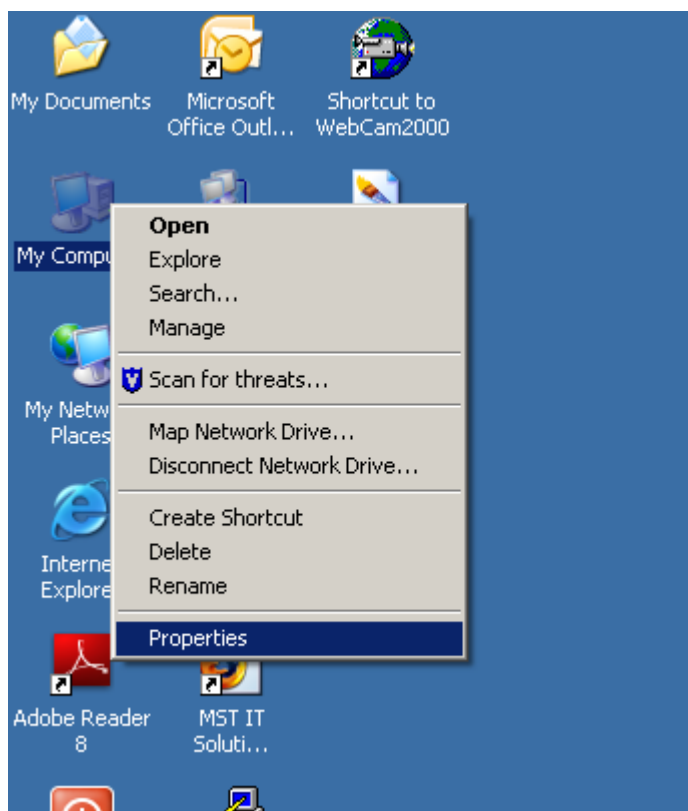 My Documents
Microsoft
Office Outl...
Shortcut to
WebCam2000
My Compu
Open
Explore
Search...
Manage
Scan for threats...
Map Network Drive...
Disconnect Network Drive...
Create Shortcut
Delete
Rename
Properties
My Netw
Places
Interne
Explore
Adobe Reader
8
MST IT
Soluti...